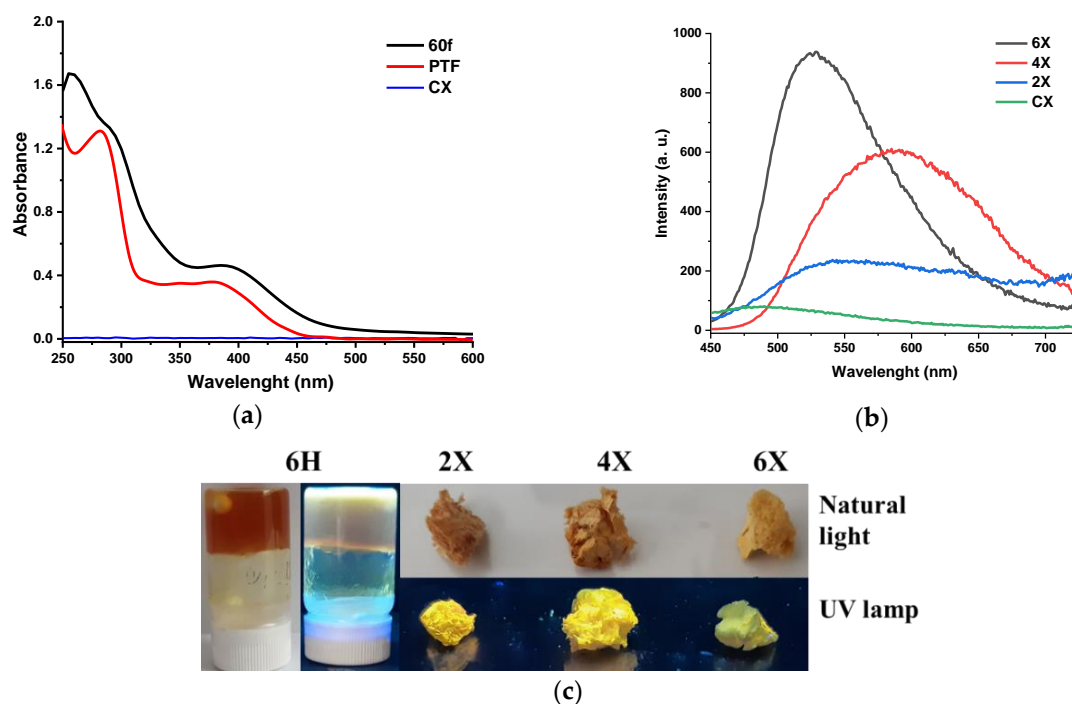 2.0
1.6
1.2
0.8
0.4
0.0
250 300 350 400 450 500 550 600
Absorbance
Wavelenght (nm)
60f
PTF
CX
(a)
1000
800
600
400
200
0
450 500 550 600 650 700
Intensity (a. u.)
Wavelenght (nm)
6X
4X
2X
CX
(b)
6H 2X 4X 6X
Natural
light
UV lamp
(c)